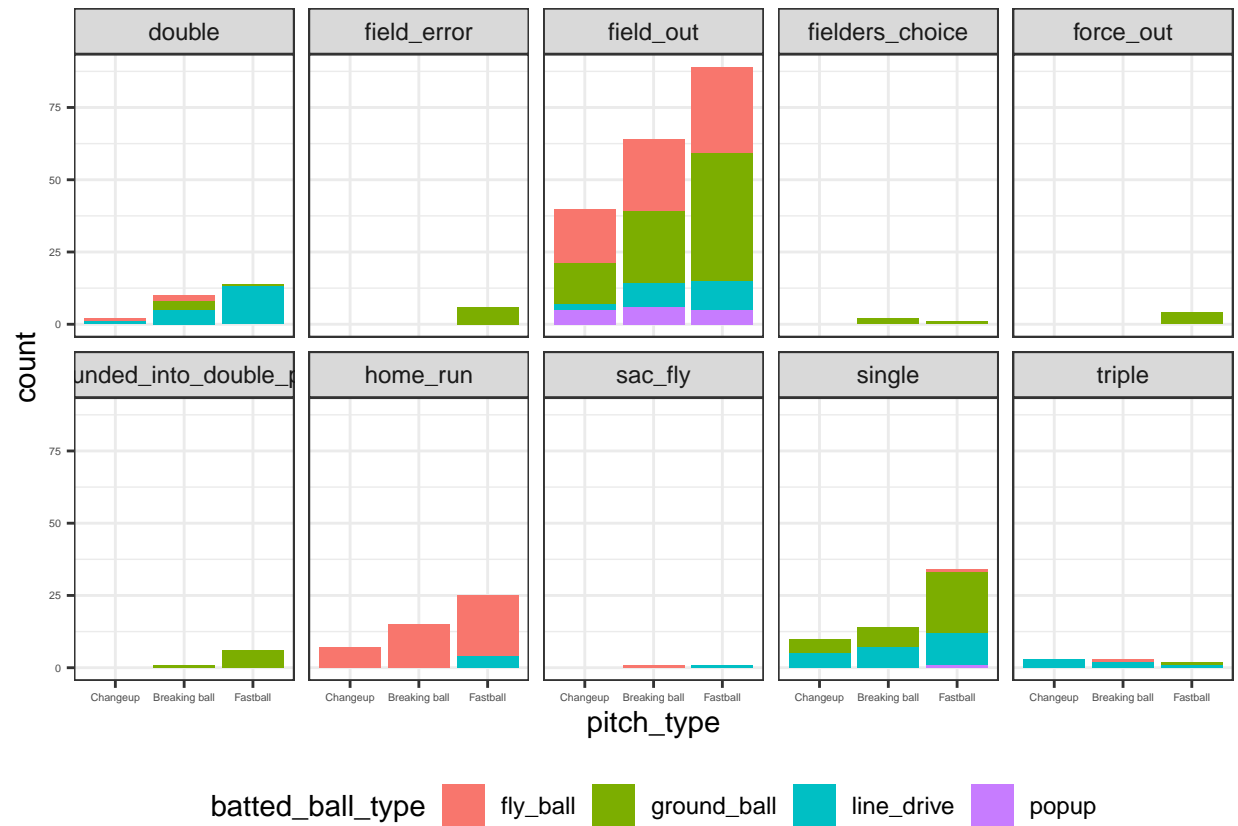 double field_error field_out fielders_choice force_out
75
50
25
0
count
unded_into_double_p home_run sac_fly single triple
75
50
25
0
Changeup Breaking ball Fastball Changeup Breaking ball Fastball Changeup Breaking ball Fastball Changeup Breaking ball Fastball Changeup Breaking ball Fastball
pitch_type
batted_ball_type fly_ball ground_ball line_drive popup